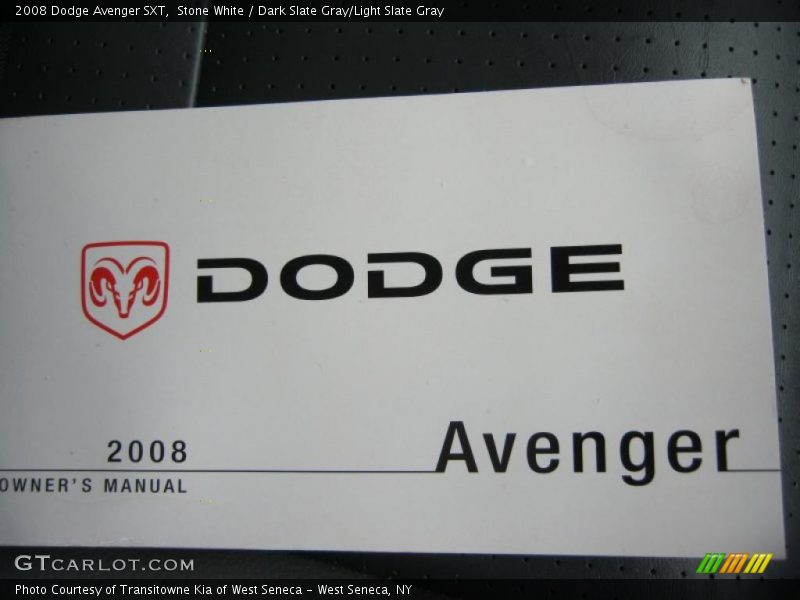 2008 Dodge Avenger SXT,  Stone White / Dark Slate Gray/Light Slate Gray
DODGE
2008
Avenger
OWNER'S MANUAL
GTCARLOT.COM
Photo Courtesy of Transitowne Kia of West Seneca - West Seneca, NY